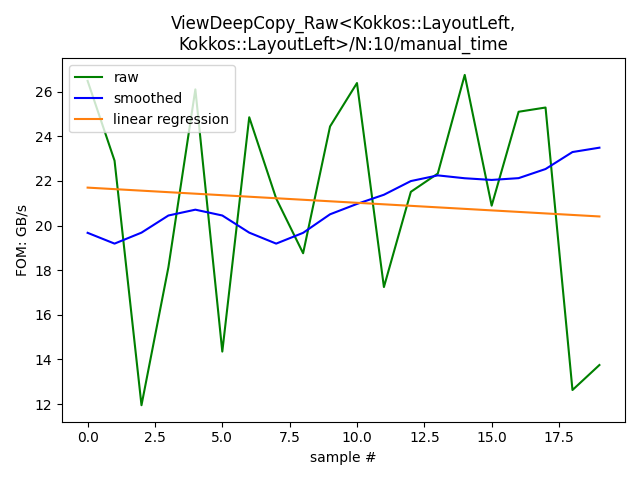 ViewDeepCopy_Raw<Kokkos::LayoutLeft,
Kokkos::LayoutLeft>/N:10/manual_time
raw
smoothed
linear regression
FOM: GB/s
26
24
22
20
18
16
14
12
0.0 2.5 5.0 7.5 10.0 12.5 15.0 17.5
sample #